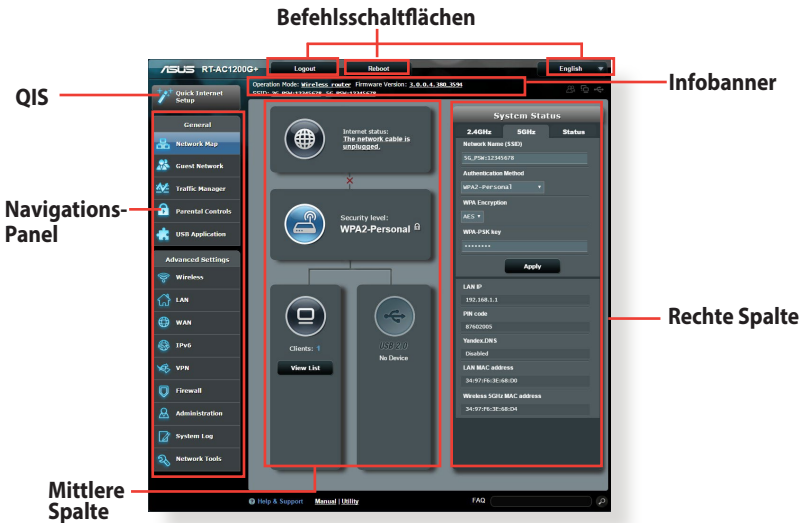 Befehlsschaltflächen
ASUS RT-AC1200G+
Logout
Reboot
English
Infobanner
QIS
Quick Internet
Setup
Operation Mode: Wireless router Firmware Version: 3.0.0.4.380_3594
General
Network Map
Guest Network
Traffic Manager
Parental Controls
USB Application
Navigations-
Panel
Advanced Settings
Wireless
LAN
WAN
IPv6
VPN
Firewall
Administration
System Log
Network Tools
Internet status:
The network cable is
unplugged.
Security level:
WPA2-Personal
Clients: 1
View List
USB 2.0
No Device
System Status
2.4GHz 5GHz Status
Network Name (SSID)
5G_PSW:12345678
Authentication Method
WPA2-Personal
WPA Encryption
AES
WPA-PSK key
••••••••
Apply
LAN IP
192.168.1.1
PIN code
87602005
Yandex.DNS
Disabled
LAN MAC address
34:97:F6:3E:68:D0
Wireless 5GHz MAC address
34:97:F6:3E:68:D4
Rechte Spalte
Mittlere
Spalte
Help & Support Manual | Utility FAQ